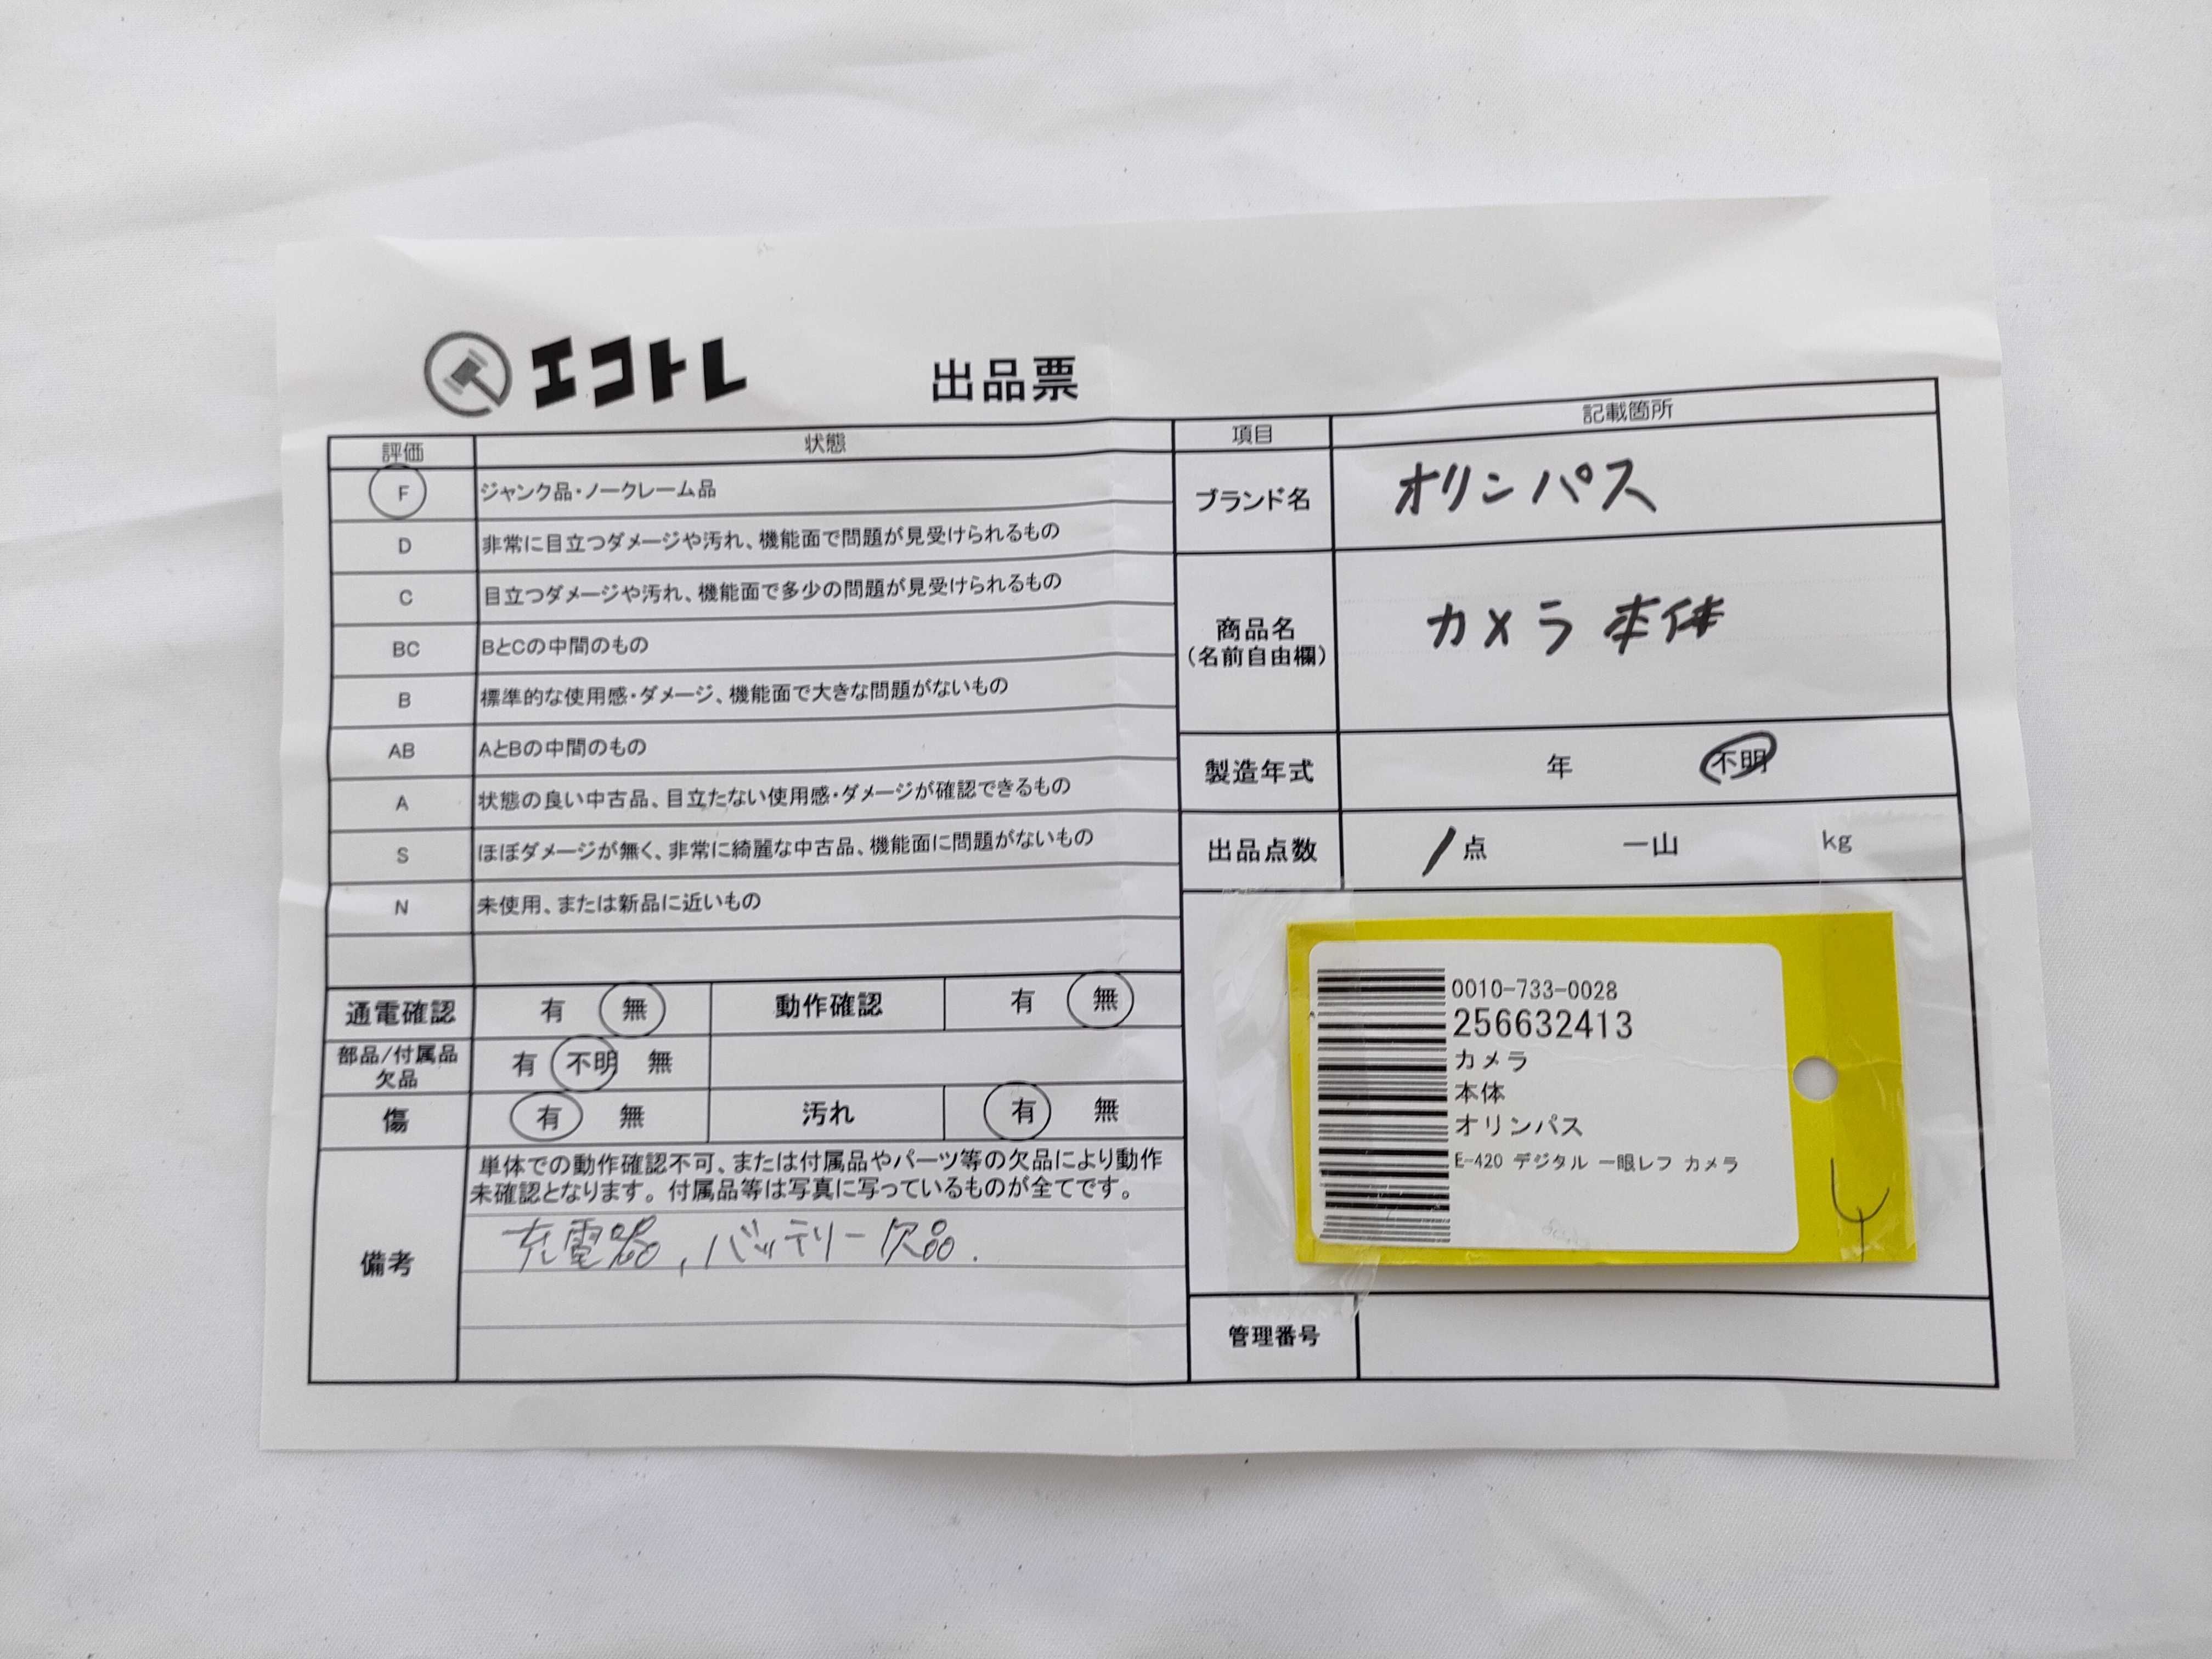 エコトレ
出品票
評価 状態
F ジャンク品・ノークレーム品
D 非常に目立つダメージや汚れ、機能面で問題が見受けられるもの
C 目立つダメージや汚れ、機能面で多少の問題が見受けられるもの
BC BとCの中間のもの
B 標準的な使用感・ダメージ、機能面で大きな問題がないもの
AB AとBの中間のもの
A 状態の良い中古品、目立たない使用感・ダメージが確認できるもの
S ほぼダメージが無く、非常に綺麗な中古品、機能面に問題がないもの
N 未使用、または新品に近いもの
通電確認 有 無 動作確認 有 無
部品/付属品
欠品
有 不明 無
傷 有 無 汚れ 有 無
備考
単体での動作確認不可、または付属品やパーツ等の欠品により動作
未確認となります。付属品等は写真に写っているものが全てです。
充電器,バッテリー欠品.
項目 記載箇所
ブランド名 オリンパス
商品名
(名前自由欄)
カメラ本体
製造年式 年 不明
出品点数 1点 一山 kg
0010-733-0028
256632413
カメラ
本体
オリンパス
E-420 デジタル 一眼レフ カメラ
管理番号